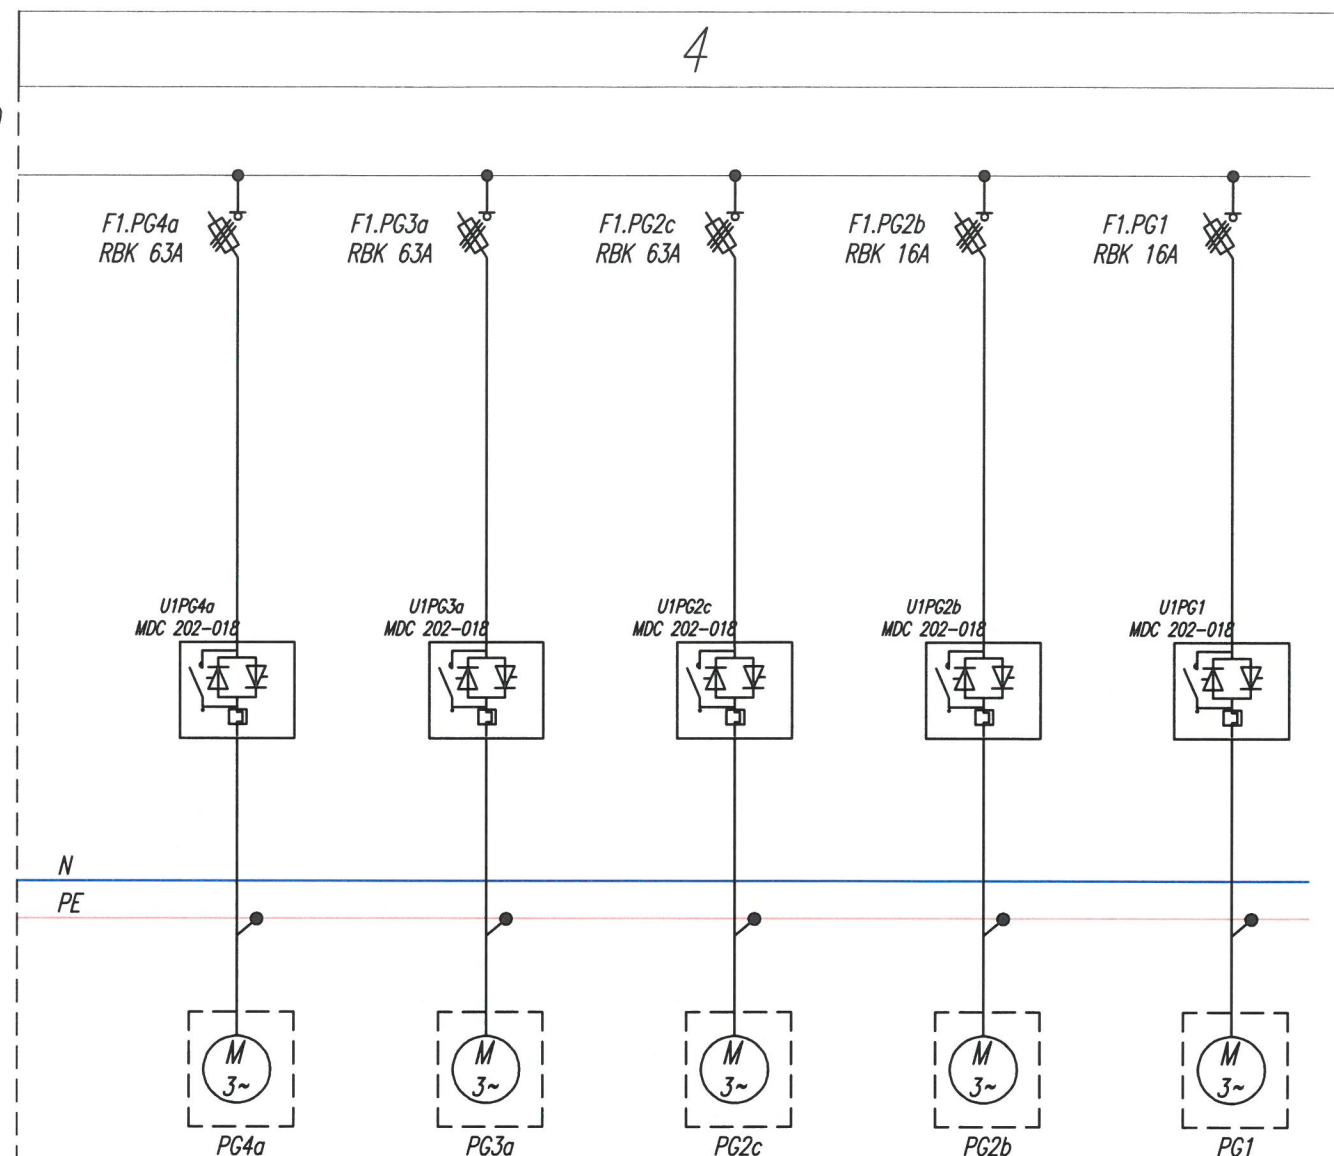 4
F1.PG4a
RBK 63A
F1.PG3a
RBK 63A
F1.PG2c
RBK 63A
F1.PG2b
RBK 16A
F1.PG1
RBK 16A
U1PG4a
MDC 202-018
U1PG3a
MDC 202-018
U1PG2c
MDC 202-018
U1PG2b
MDC 202-018
U1PG1
MDC 202-018
N
PE
M
3~
M
3~
M
3~
M
3~
M
3~
PG4a
PG3a
PG2c
PG2b
PG1